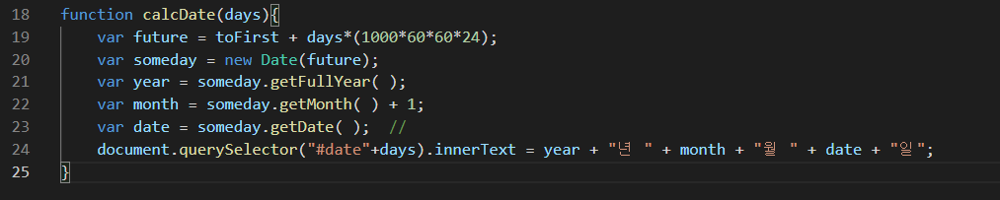 18 function calcDate(days){
19     var future = toFirst + days*(1000*60*60*24);
20     var someday = new Date(future);
21     var year = someday.getFullYear( );
22     var month = someday.getMonth( ) + 1;
23     var date = someday.getDate( );  //
24     document.querySelector("#date"+days).innerText = year + "년 " + month + "월 " + date + "일";
25 }